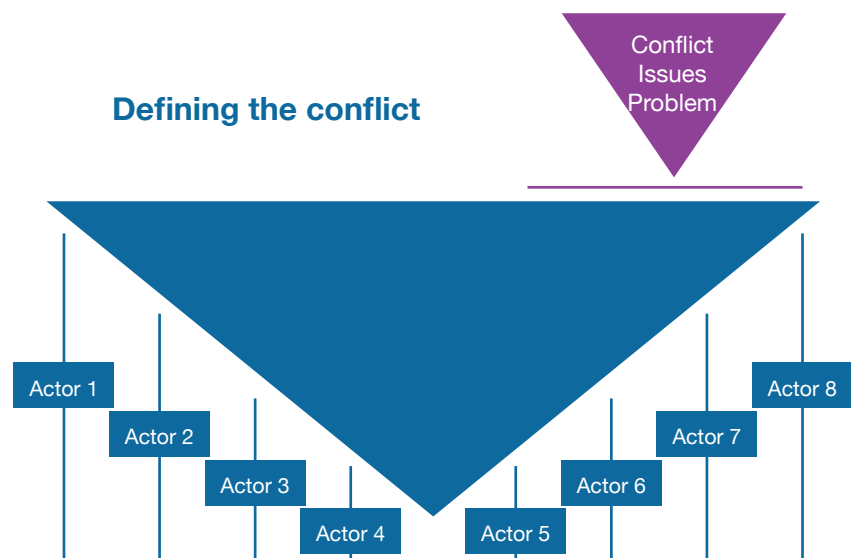 Conflict
Issues
Problem
Defining the conflict
Actor 1
Actor 2
Actor 3
Actor 4
Actor 5
Actor 6
Actor 7
Actor 8